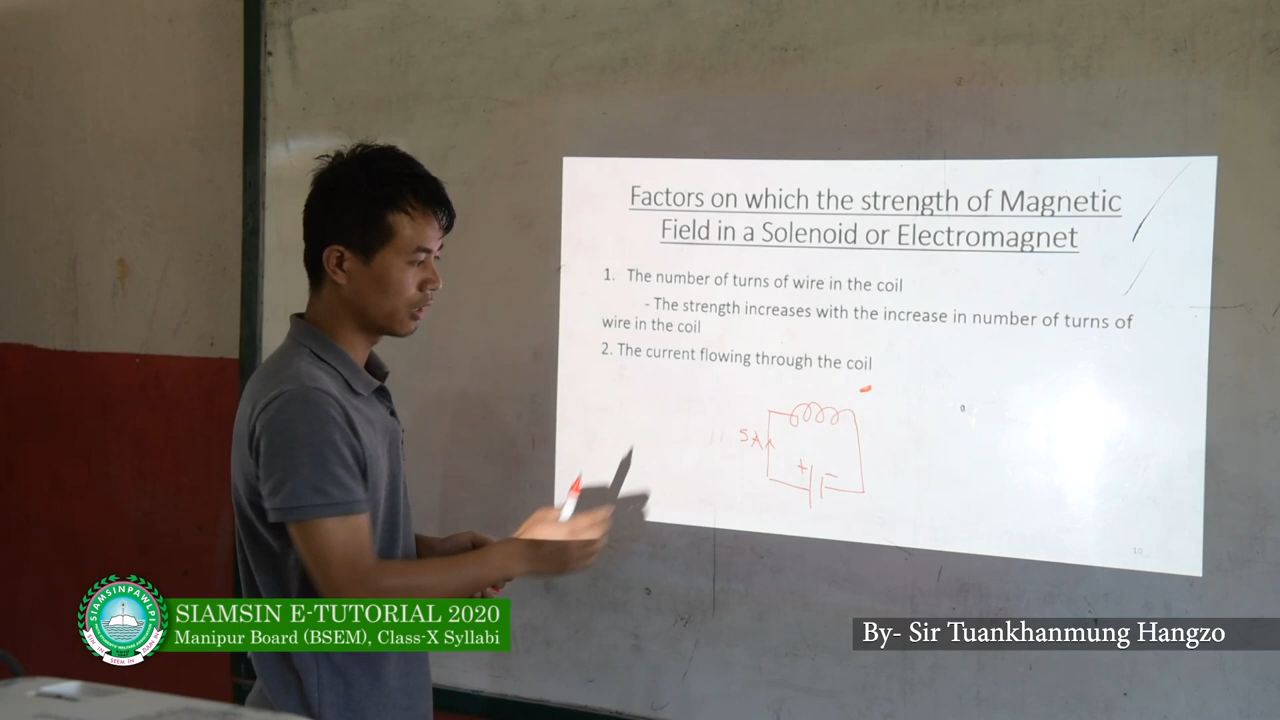 Factors on which the strength of Magnetic
Field in a Solenoid or Electromagnet
1. The number of turns of wire in the coil
- The strength increases with the increase in number of turns of
wire in the coil
2. The current flowing through the coil
5A
+
-
10
SIAMSINPAWLPI
SIAMSIN E-TUTORIAL 2020
Manipur Board (BSEM), Class-X Syllabi
By- Sir Tuankhanmung Hangzo